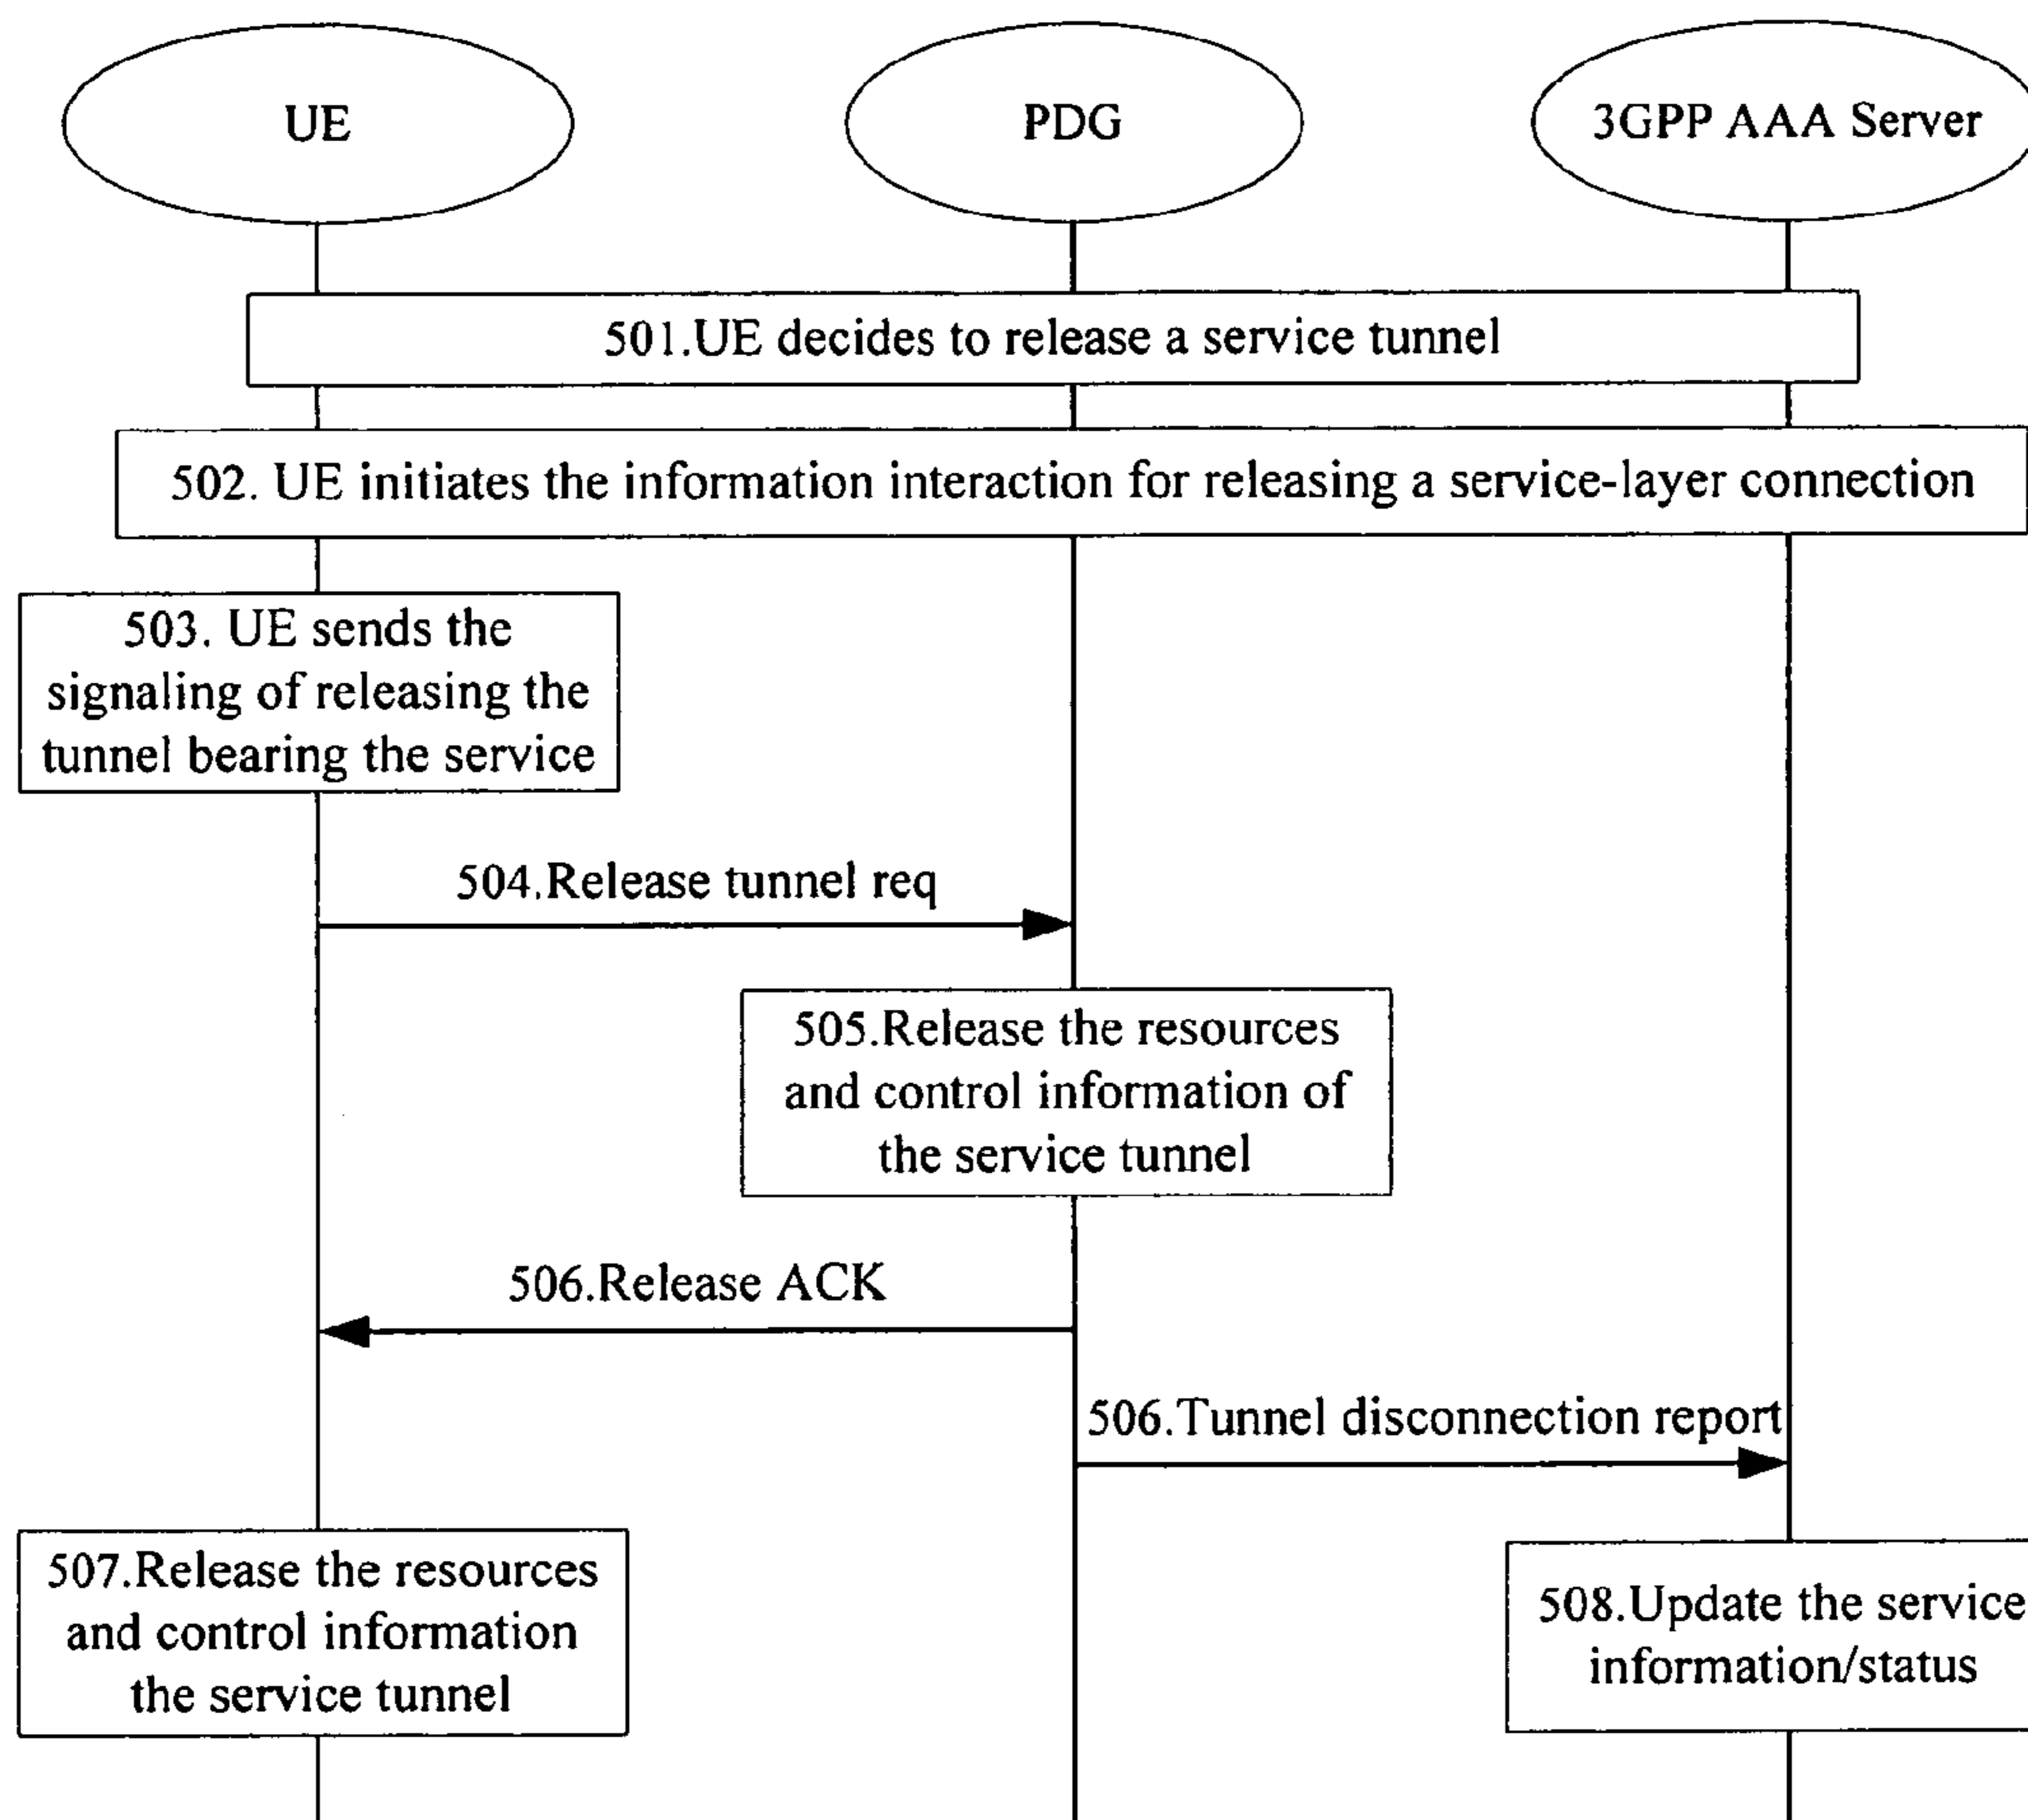 UE
PDG
3GPP AAA Server
501.UE decides to release a service tunnel
502. UE initiates the information interaction for releasing a service-layer connection
503. UE sends the
signaling of releasing the
tunnel bearing the service
504.Release tunnel req
505.Release the resources
and control information of
the service tunnel
506.Release ACK
506.Tunnel disconnection report
507.Release the resources
and control information
the service tunnel
508.Update the service
information/status